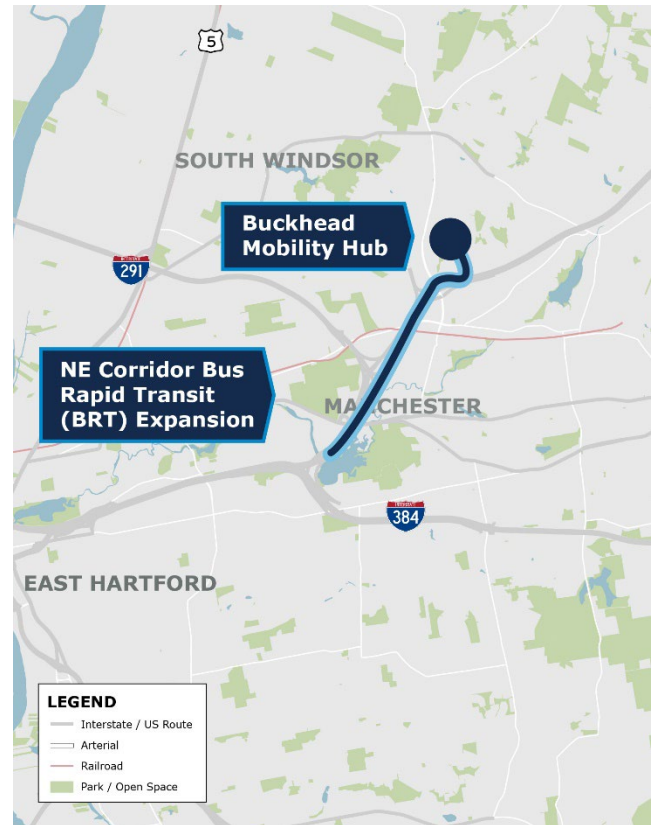 5
SOUTH WINDSOR
Buckhead
Mobility Hub
291
NE Corridor Bus
Rapid Transit
(BRT) Expansion
MANCHESTER
384
EAST HARTFORD
LEGEND
Interstate / US Route
Arterial
Railroad
Park / Open Space